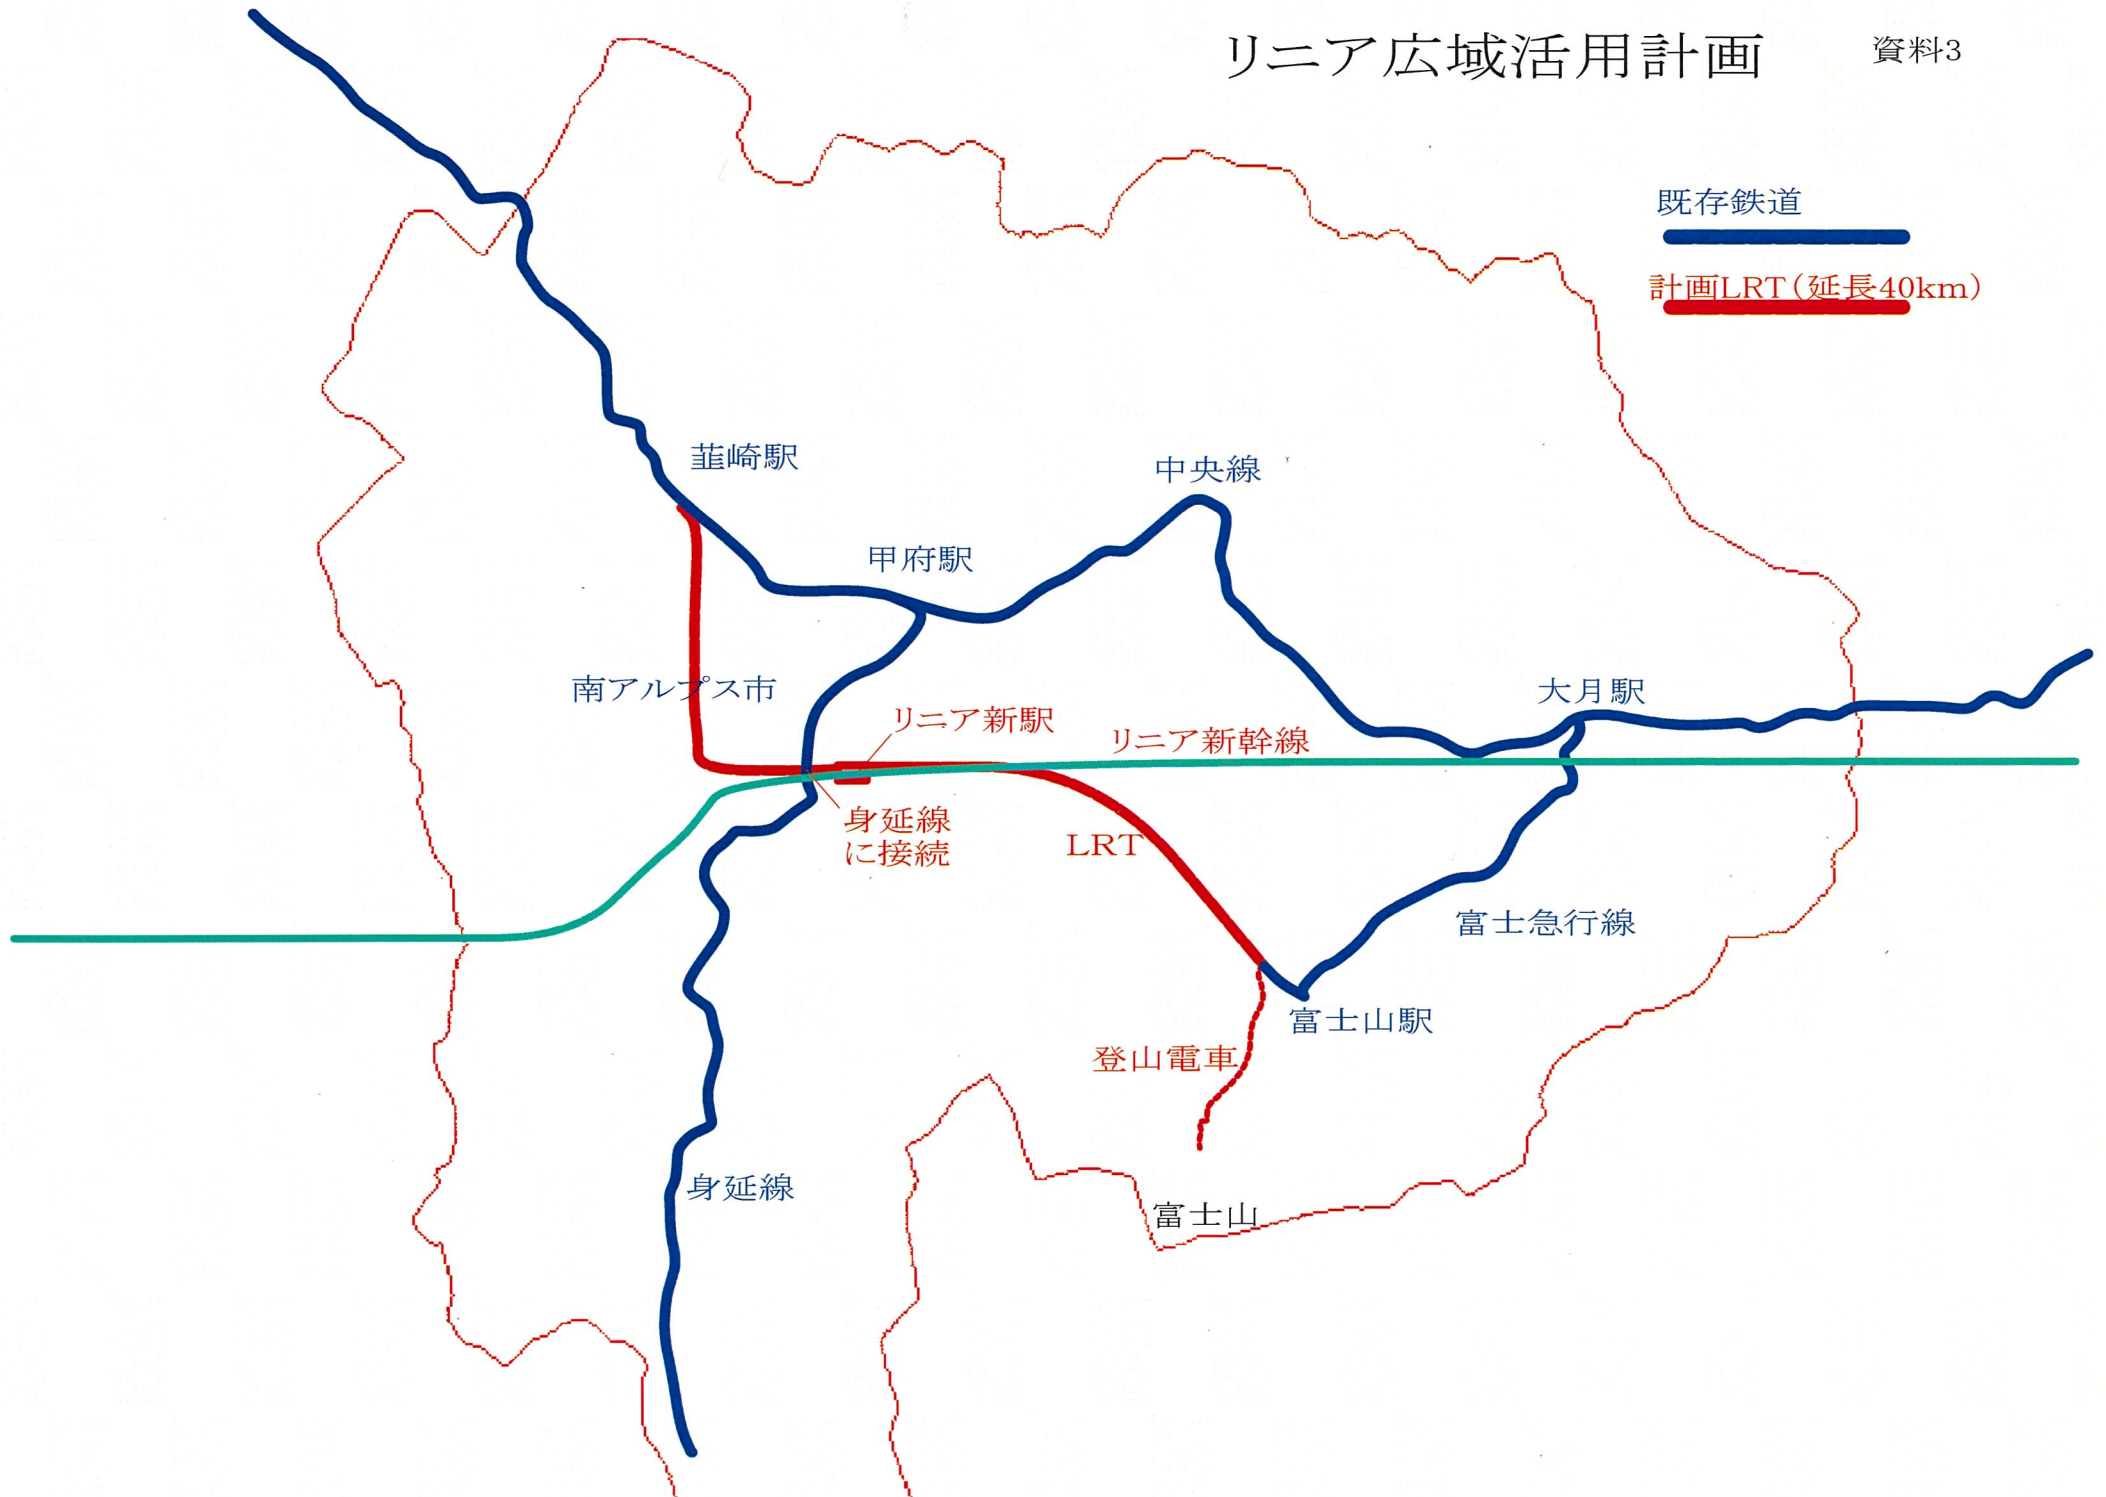 リニア広域活用計画
資料3
既存鉄道
計画LRT(延長40km)
韮崎駅
中央線
甲府駅
南アルプス市
大月駅
リニア新駅
リニア新幹線
身延線
に接続
LRT
富士急行線
富士山駅
登山電車
身延線
富士山